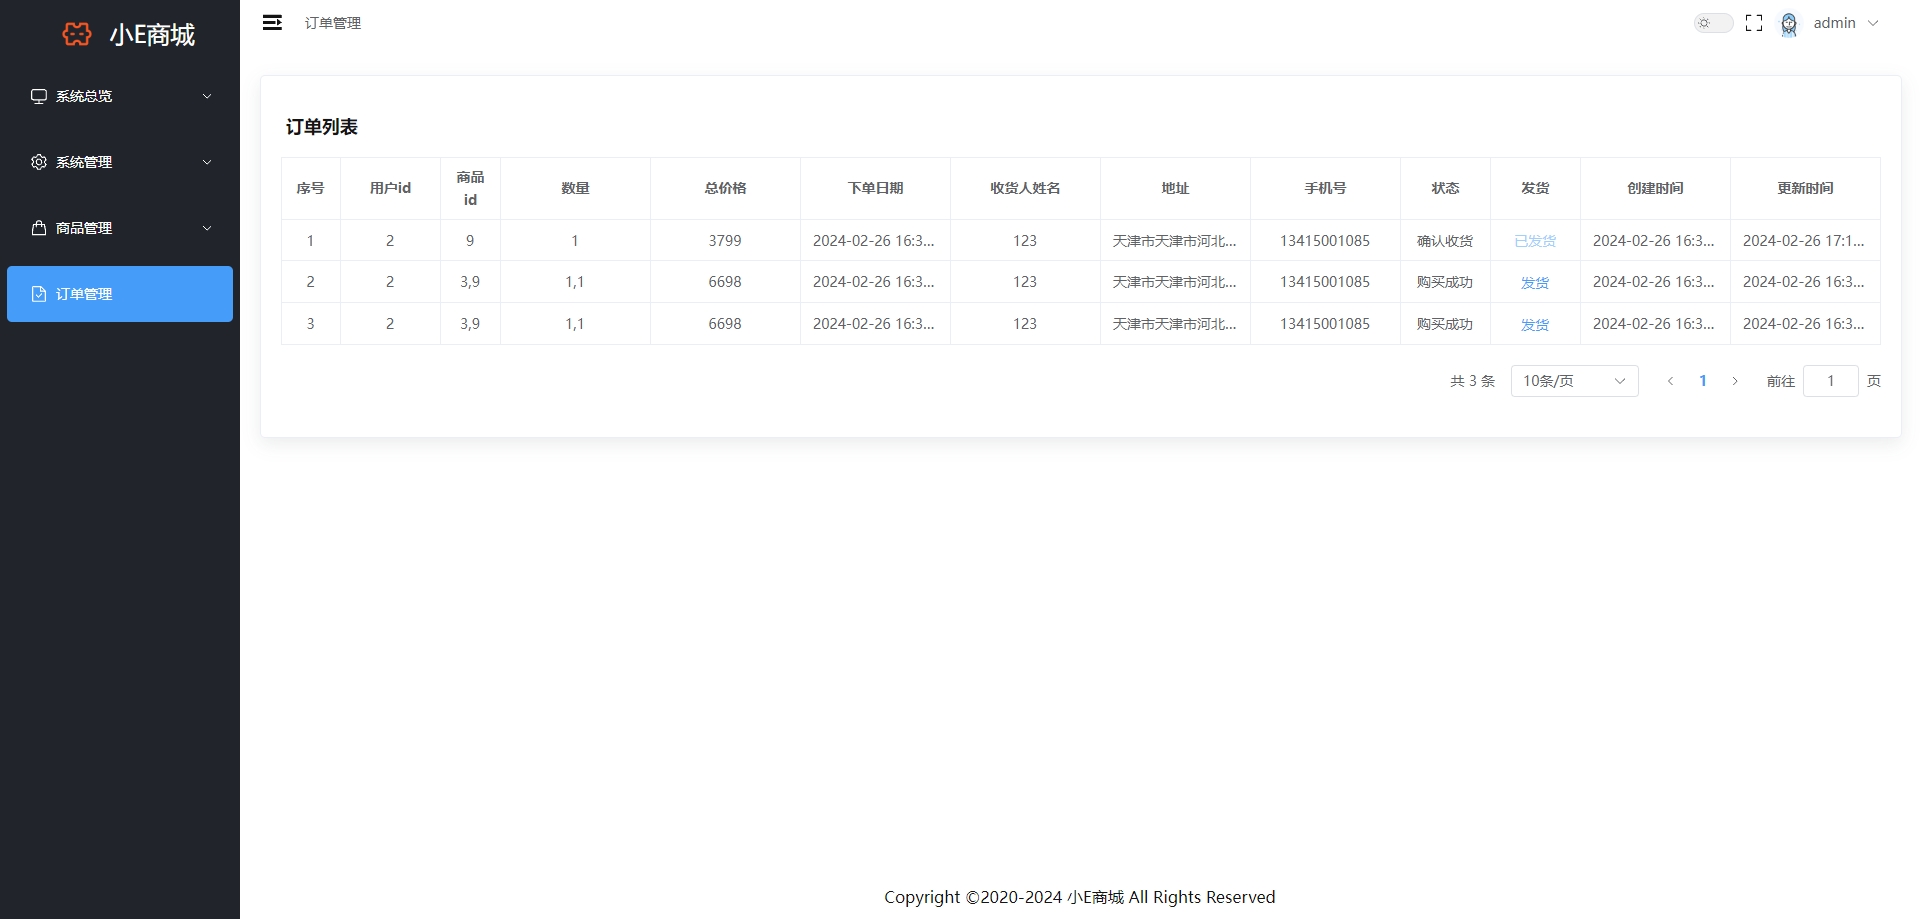 小E商城
系统总览
系统管理
商品管理
订单管理
订单管理
admin
订单列表
序号 用户id 商品id 数量 总价格 下单日期 收货人姓名 地址 手机号 状态 发货 创建时间 更新时间
1 2 9 1 3799 2024-02-26 16:3... 123 天津市天津市河北... 13415001085 确认收货 已发货 2024-02-26 16:3... 2024-02-26 17:1...
2 2 3,9 1,1 6698 2024-02-26 16:3... 123 天津市天津市河北... 13415001085 购买成功 发货 2024-02-26 16:3... 2024-02-26 16:3...
3 2 3,9 1,1 6698 2024-02-26 16:3... 123 天津市天津市河北... 13415001085 购买成功 发货 2024-02-26 16:3... 2024-02-26 16:3...
共 3 条 10条/页 1 前往 1 页
Copyright ©2020-2024 小E商城 All Rights Reserved